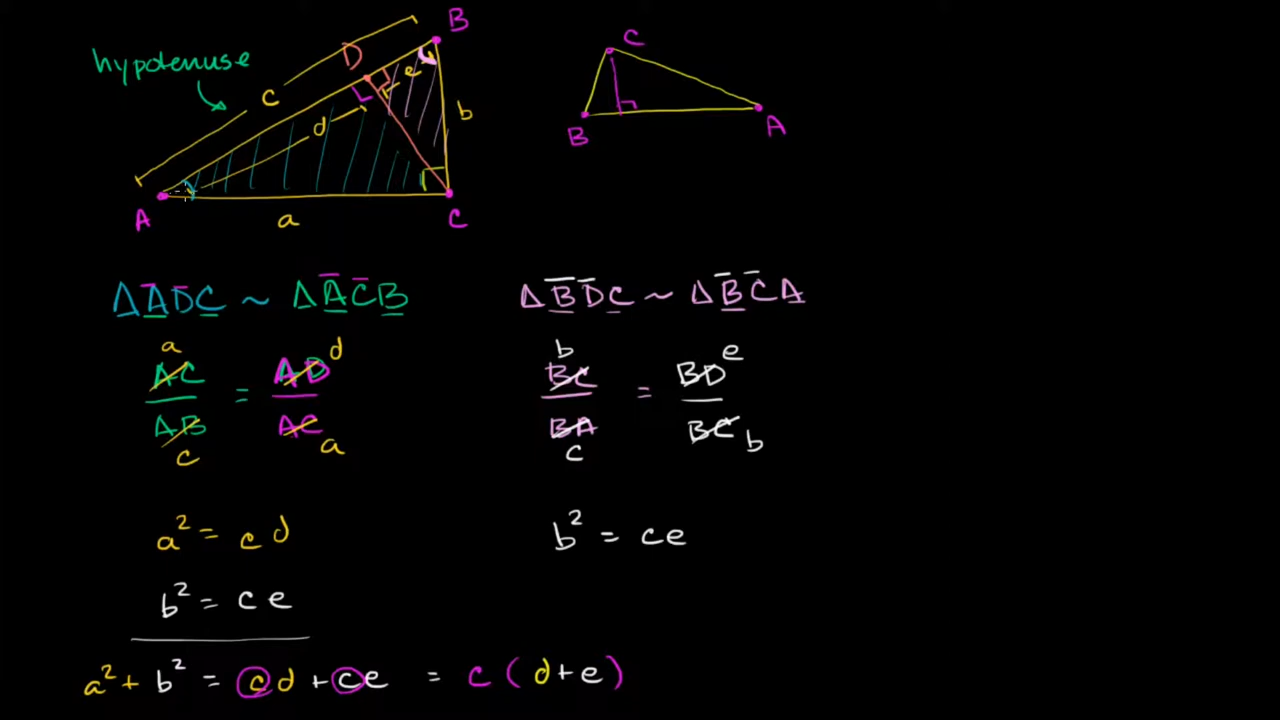 B
hypotenuse
D
C
c
e
L
b
d
B
A
A
C
a
ΔADC ~ ΔACB
ΔBDC ~ ΔBCA
a
d
AC/AB = AD/AC
c
a
b
e
BC/BA = BD/BC
c
b
a² = cd
b² = ce
b² = ce
a² + b² = cd + ce = c(d+e)